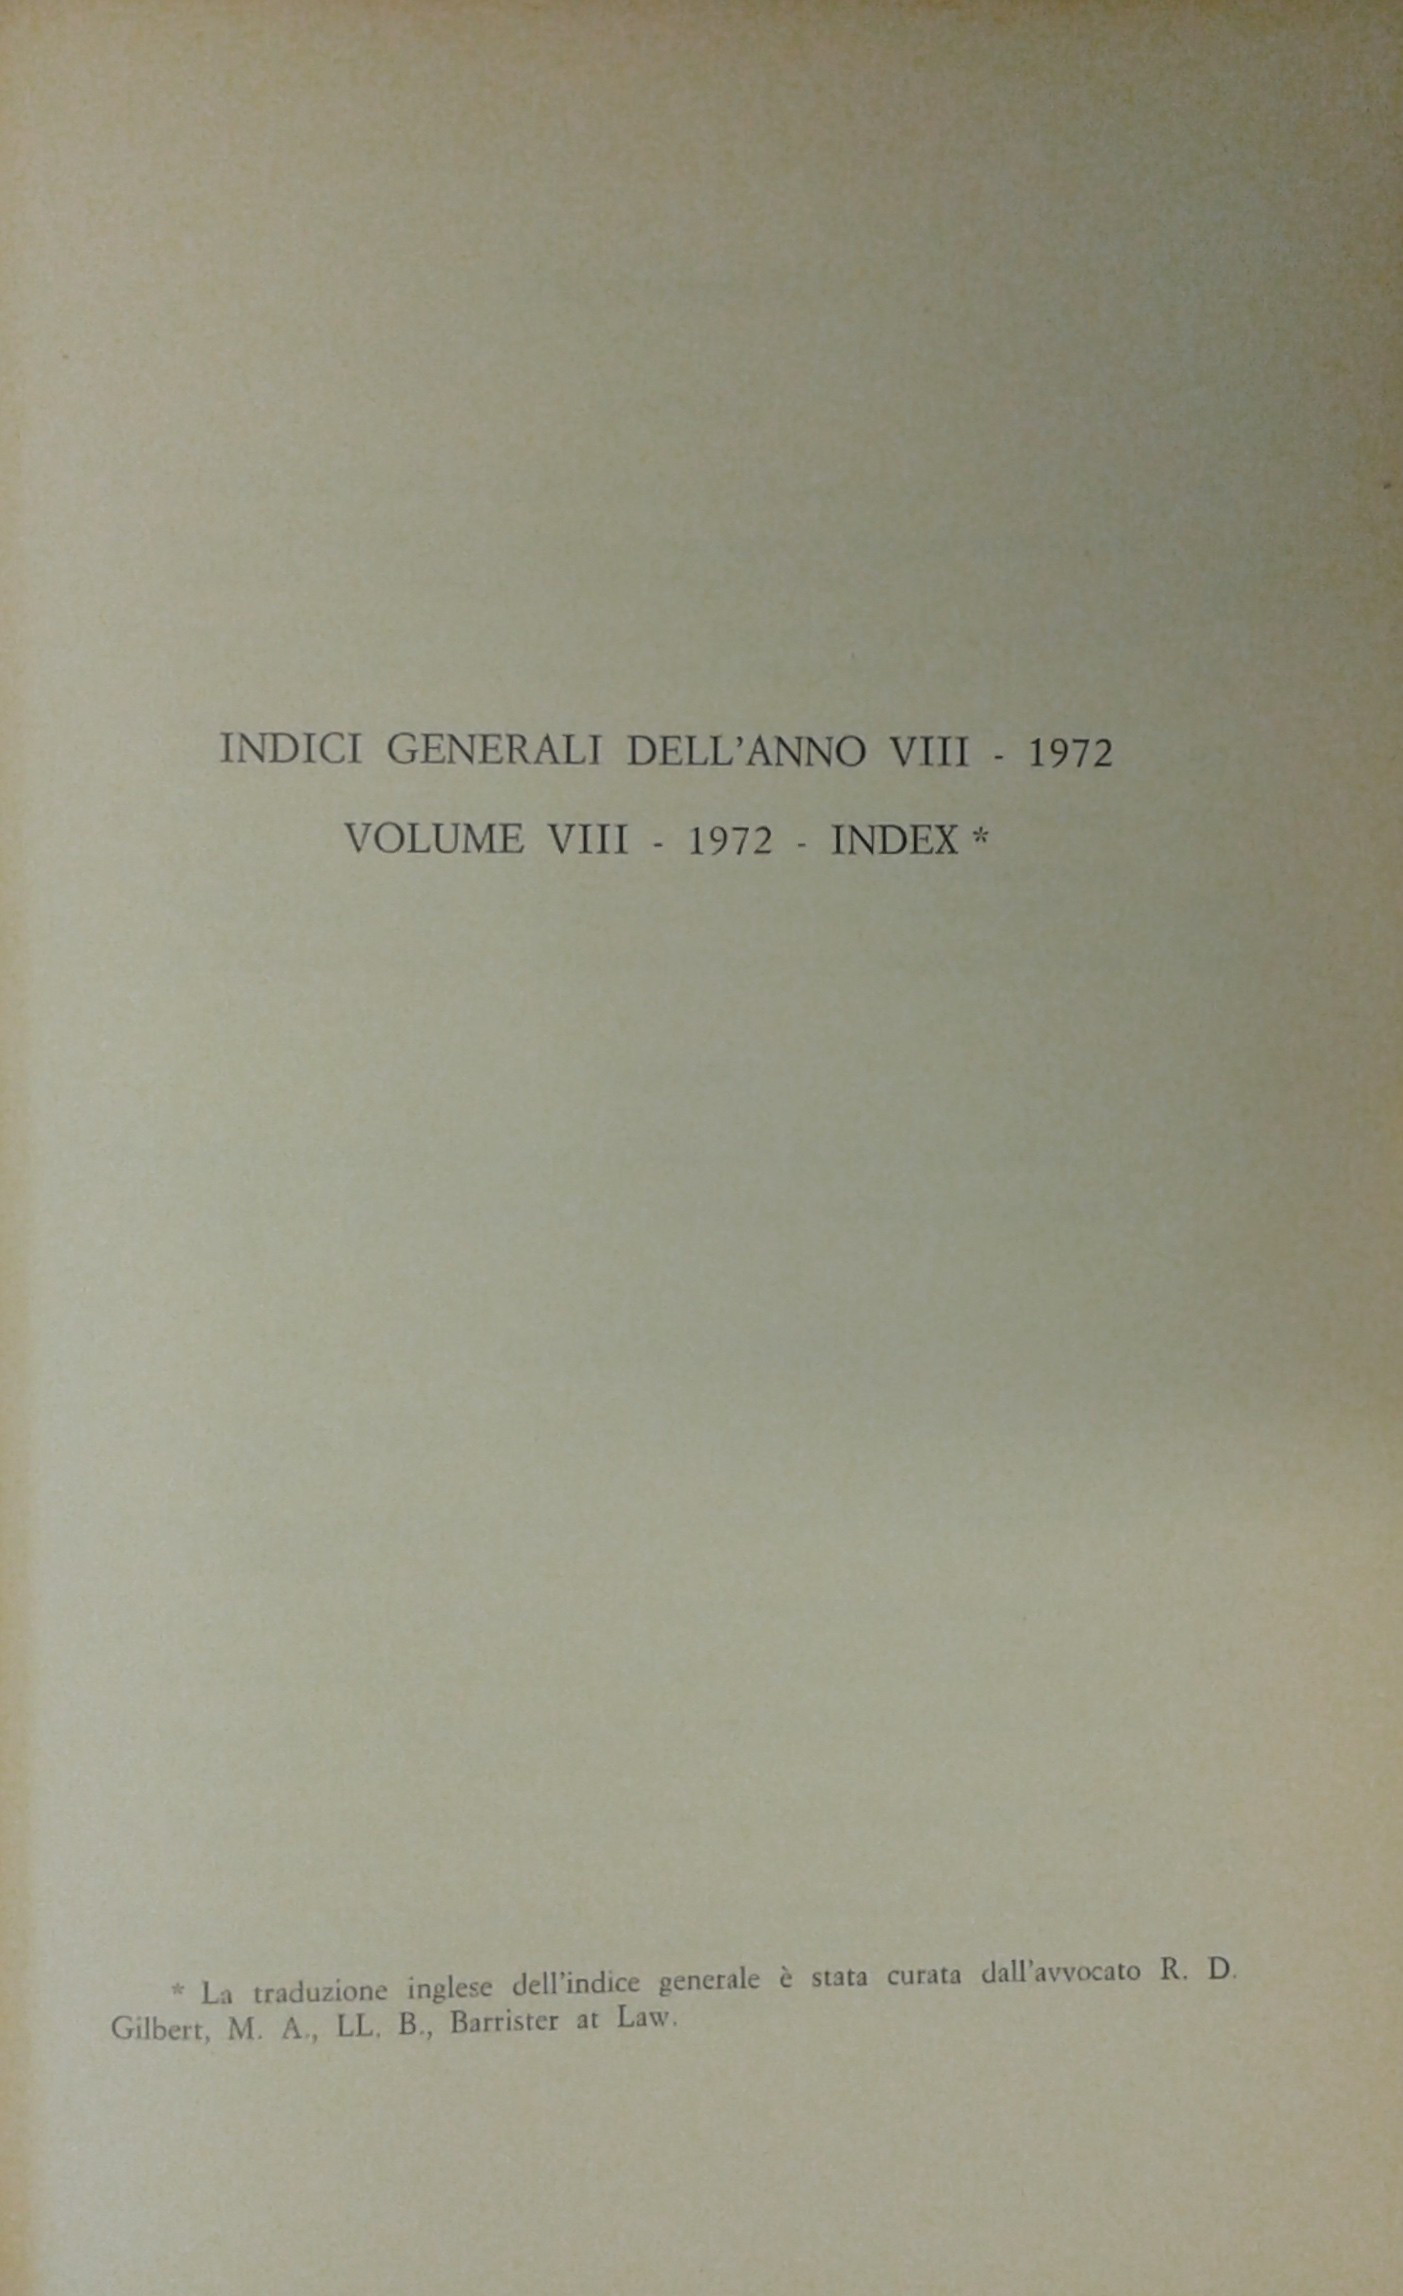 INDICI GENERALI DELL'ANNO VIII - 1972
VOLUME VIII - 1972 - INDEX *
* La traduzione inglese dell'indice generale è stata curata dall'avvocato R. D.
Gilbert, M. A., LL. B., Barrister at Law.